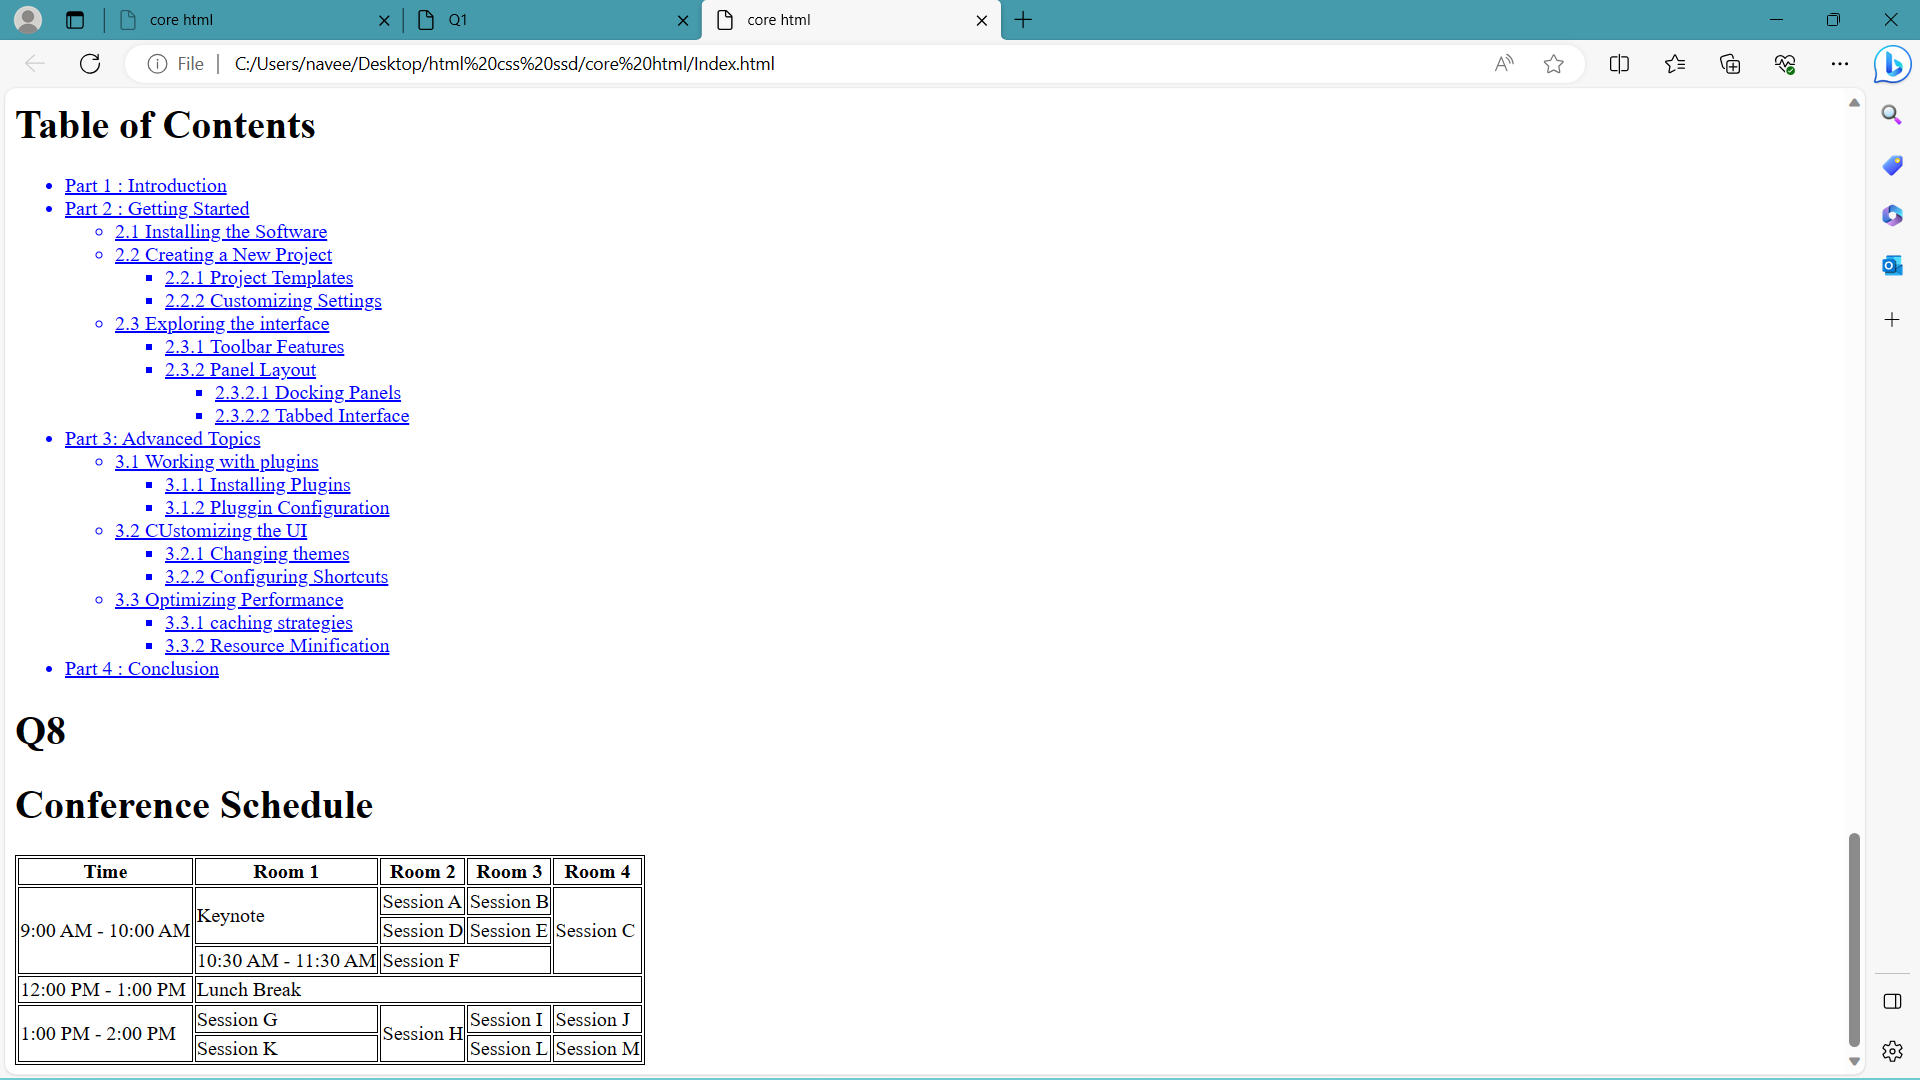 core html
Q1
core html
File
C:/Users/navee/Desktop/html%20css%20ssd/core%20html/Index.html
Table of Contents
Part 1 : Introduction
Part 2 : Getting Started
2.1 Installing the Software
2.2 Creating a New Project
2.2.1 Project Templates
2.2.2 Customizing Settings
2.3 Exploring the interface
2.3.1 Toolbar Features
2.3.2 Panel Layout
2.3.2.1 Docking Panels
2.3.2.2 Tabbed Interface
Part 3: Advanced Topics
3.1 Working with plugins
3.1.1 Installing Plugins
3.1.2 Pluggin Configuration
3.2 CUstomizing the UI
3.2.1 Changing themes
3.2.2 Configuring Shortcuts
3.3 Optimizing Performance
3.3.1 caching strategies
3.3.2 Resource Minification
Part 4 : Conclusion
Q8
Conference Schedule
Time Room 1 Room 2 Room 3 Room 4
9:00 AM - 10:00 AM Keynote Session A Session B Session C
Session D Session E
10:30 AM - 11:30 AM Session F
12:00 PM - 1:00 PM Lunch Break
1:00 PM - 2:00 PM Session G Session H Session I Session J
Session K Session L Session M